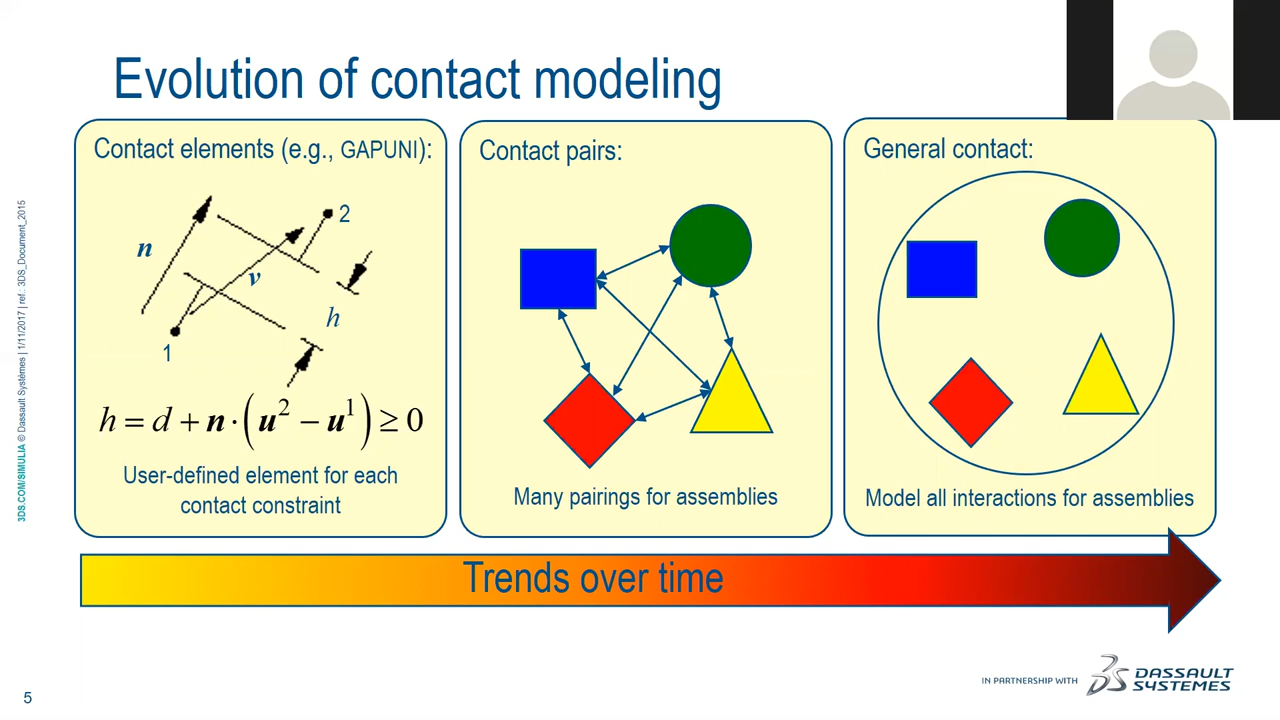 Evolution of contact modeling
Contact elements (e.g., GAPUNI):
n
2
v
h
1
h = d + n · (u² − u¹) ≥ 0
User-defined element for each
contact constraint
Contact pairs:
Many pairings for assemblies
General contact:
Model all interactions for assemblies
Trends over time
3DS.COM/SIMULIA © Dassault Systèmes | 1/11/2017 | ref.: 3DS_Document_2015
5
IN PARTNERSHIP WITH
3DS DASSAULT
SYSTEMES